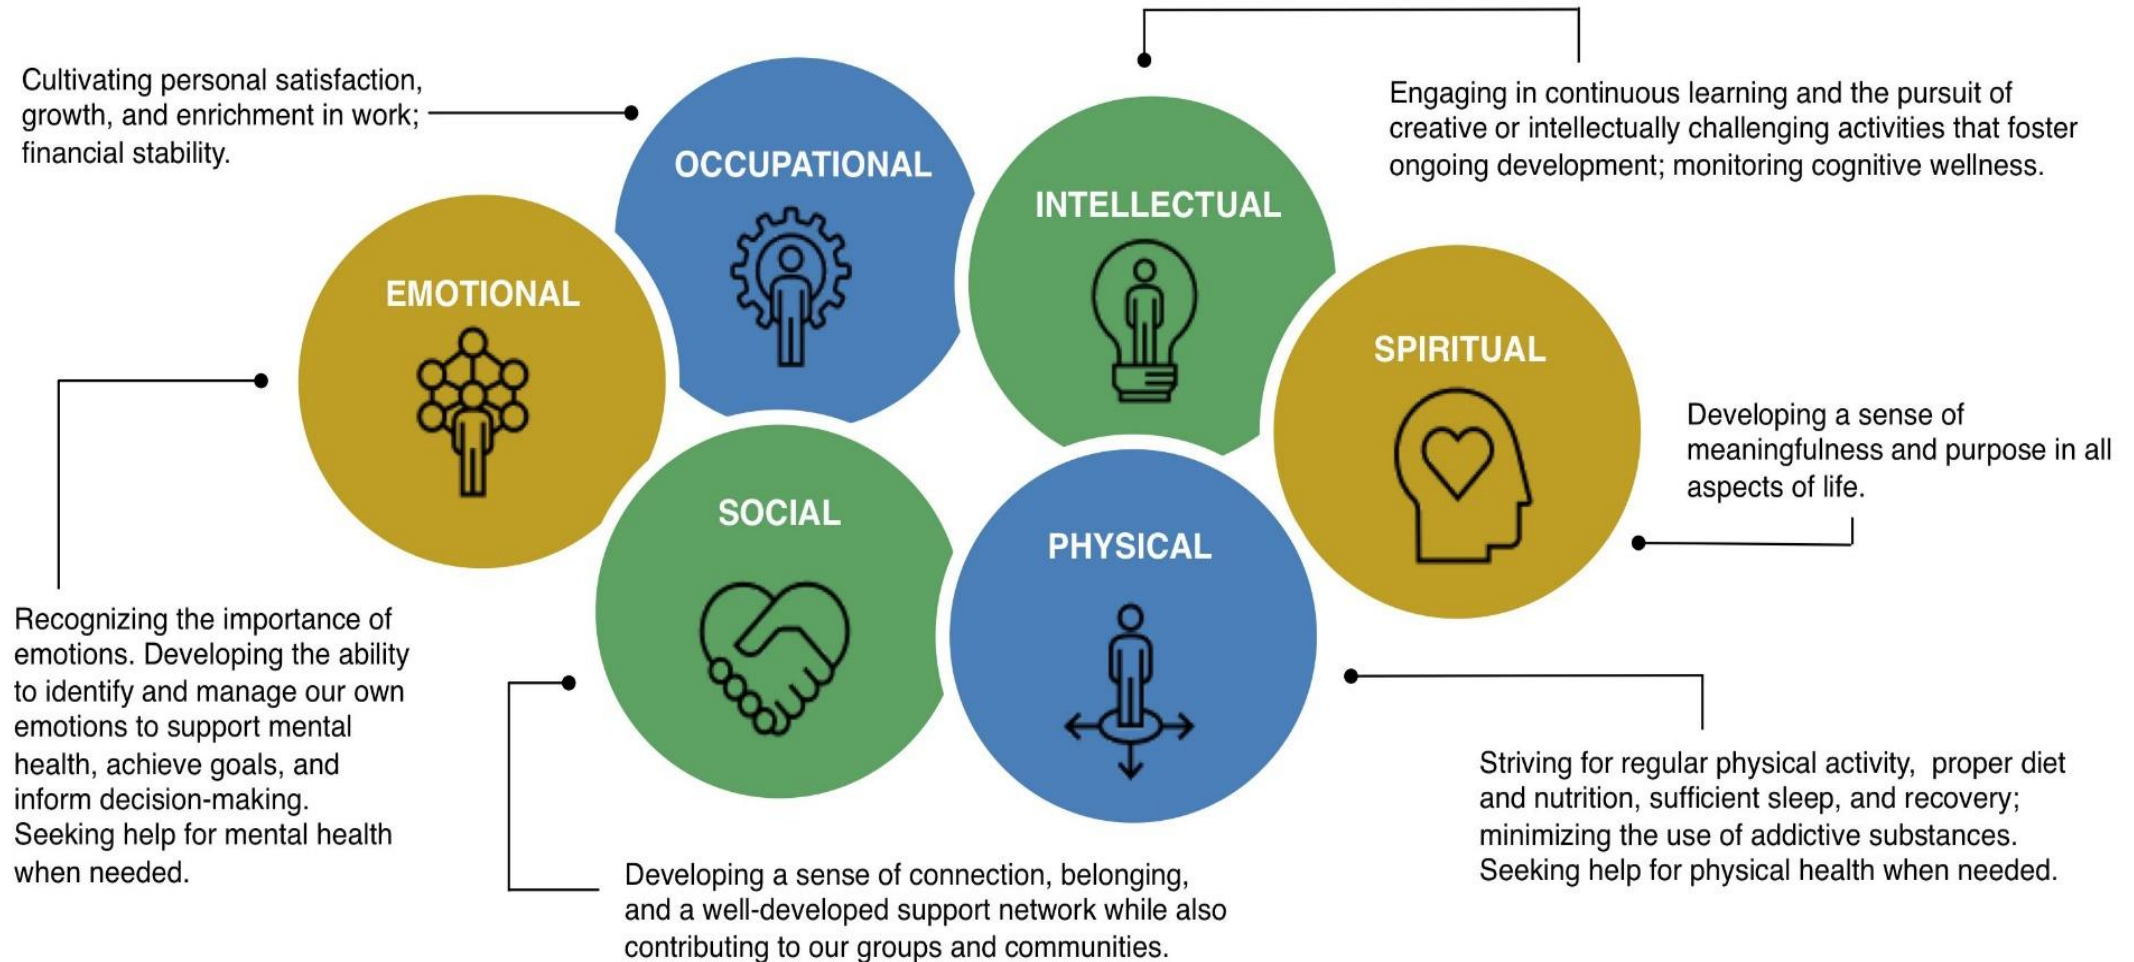 Cultivating personal satisfaction,
growth, and enrichment in work;
financial stability.
OCCUPATIONAL
Engaging in continuous learning and the pursuit of
creative or intellectually challenging activities that foster
ongoing development; monitoring cognitive wellness.
INTELLECTUAL
EMOTIONAL
SPIRITUAL
Developing a sense of
meaningfulness and purpose in all
aspects of life.
SOCIAL
PHYSICAL
Recognizing the importance of
emotions. Developing the ability
to identify and manage our own
emotions to support mental
health, achieve goals, and
inform decision-making.
Seeking help for mental health
when needed.
Striving for regular physical activity,  proper diet
and nutrition, sufficient sleep, and recovery;
minimizing the use of addictive substances.
Seeking help for physical health when needed.
Developing a sense of connection, belonging,
and a well-developed support network while also
contributing to our groups and communities.